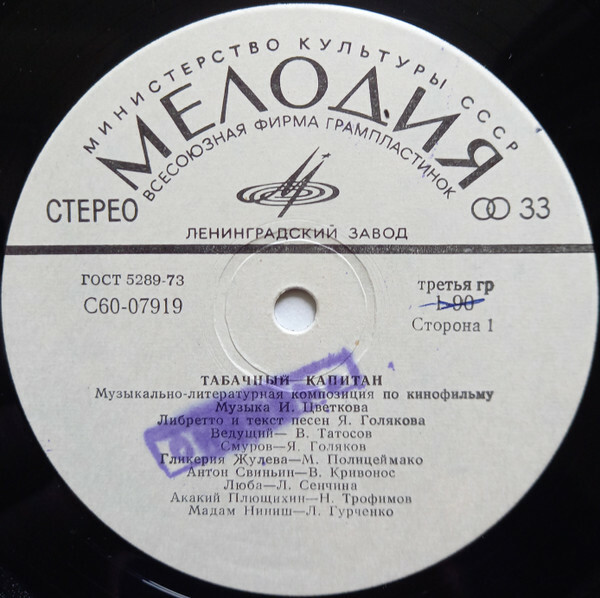 МИНИСТЕРСТВО КУЛЬТУРЫ СССР
МЕЛОДИЯ
ВСЕСОЮЗНАЯ ФИРМА ГРАМПЛАСТИНОК
СТЕРЕО
33
ЛЕНИНГРАДСКИЙ ЗАВОД
ГОСТ 5289-73
С60-07919
третья гр
1-90
Сторона 1
ТАБАЧНЫЙ КАПИТАН
Музыкально-литературная композиция по кинофильму
Музыка И. Цветкова
Либретто и текст песен Я. Голякова
Ведущий— В. Татосов
Смуров—Я. Голяков
Гликерия Жулева—М. Полицеймако
Антон Свиньин—В. Кривонос
Люба—Л. Сенчина
Акакий Плющихин—Н. Трофимов
Мадам Ниниш—Л. Гурченко